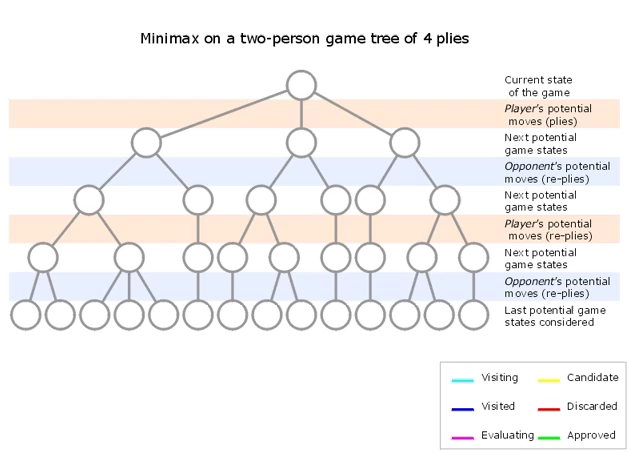 Minimax on a two-person game tree of 4 plies
Current state
of the game
Player's potential
moves (plies)
Next potential
game states
Opponent's potential
moves (re-plies)
Next potential
game states
Player's potential
moves (re-plies)
Next potential
game states
Opponent's potential
moves (re-plies)
Last potential game
states considered
Visiting
Candidate
Visited
Discarded
Evaluating
Approved